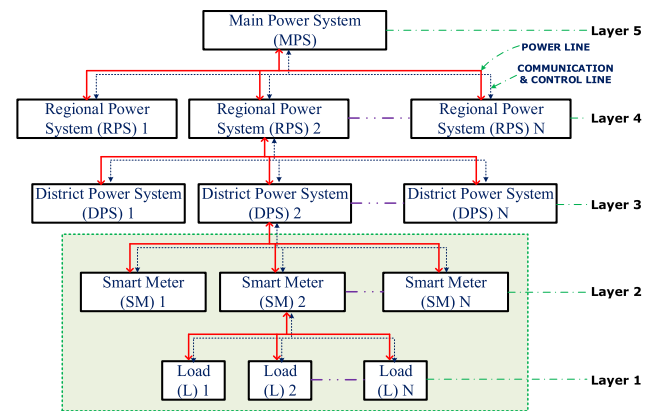 Main Power System
(MPS)
Layer 5
POWER LINE
COMMUNICATION
& CONTROL LINE
Regional Power
System (RPS) 1
Regional Power
System (RPS) 2
Regional Power
System (RPS) N
Layer 4
District Power System
(DPS) 1
District Power System
(DPS) 2
District Power System
(DPS) N
Layer 3
Smart Meter
(SM) 1
Smart Meter
(SM) 2
Smart Meter
(SM) N
Layer 2
Load
(L) 1
Load
(L) 2
Load
(L) N
Layer 1